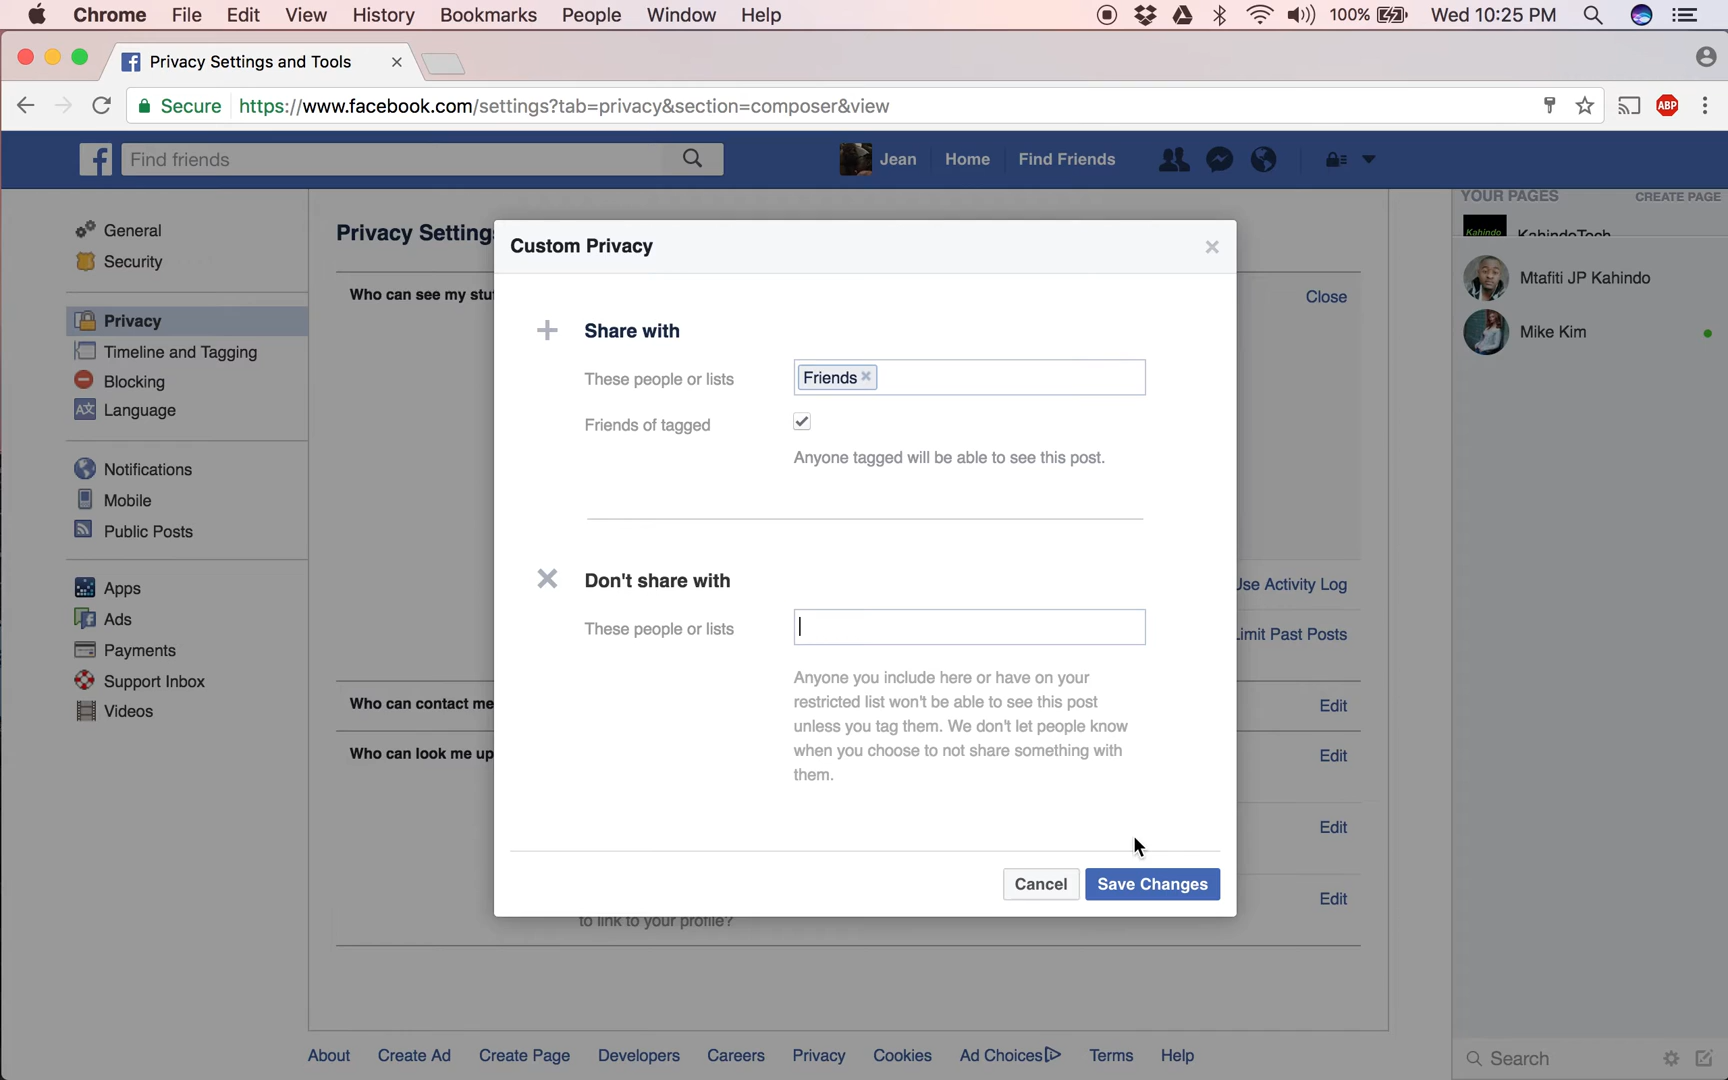 Chrome File Edit View History Bookmarks People Window Help 100% Wed 10:25 PM
Privacy Settings and Tools
Secure https://www.facebook.com/settings?tab=privacy&section=composer&view ABP
Find friends Jean Home Find Friends
General
Security
Privacy
Timeline and Tagging
Blocking
Language
Notifications
Mobile
Public Posts
Apps
Ads
Payments
Support Inbox
Videos
Privacy Setting
Who can see my stu
Close
Use Activity Log
Limit Past Posts
Who can contact me
Edit
Who can look me up
Edit
Edit
Edit
to link to your profile?
Custom Privacy
Share with
These people or lists Friends
Friends of tagged
Anyone tagged will be able to see this post.
Don't share with
These people or lists
Anyone you include here or have on your
restricted list won't be able to see this post
unless you tag them. We don't let people know
when you choose to not share something with
them.
Cancel Save Changes
YOUR PAGES CREATE PAGE
Kahindo KahindoTech
Mtafiti JP Kahindo
Mike Kim
Search
About Create Ad Create Page Developers Careers Privacy Cookies Ad Choices Terms Help